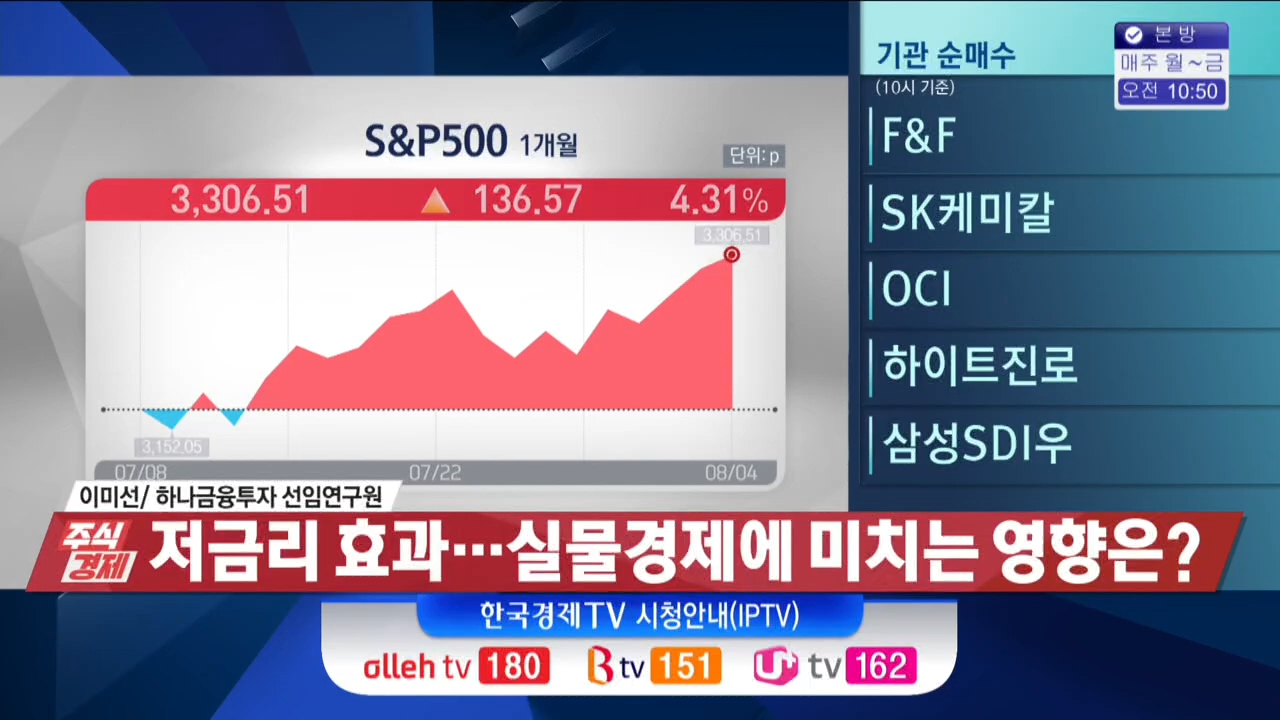 S&P500 1개월
단위: p
3,306.51 ▲ 136.57 4.31%
3,306.51
3,152.05
07/08 07/22 08/04
기관 순매수
(10시 기준)
F&F
SK케미칼
OCI
하이트진로
삼성SDI우
본 방
매주 월~금
오전 10:50
이미선/ 하나금융투자 선임연구원
주식
경제
저금리 효과…실물경제에 미치는 영향은?
한국경제TV 시청안내(IPTV)
alleh tv 180 B tv 151 U+ tv 162